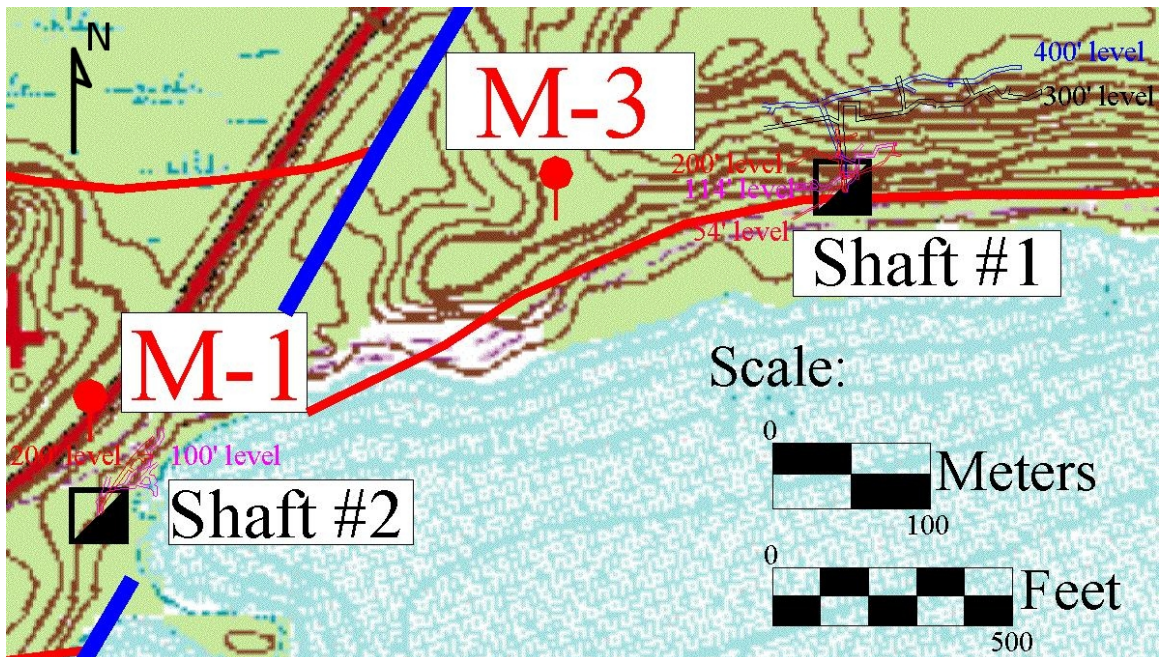 N
M-3
400' level
300' level
200' level
114' level
54' level
Shaft #1
M-1
200' level
100' level
Shaft #2
Scale:
0
Meters
100
0
Feet
500